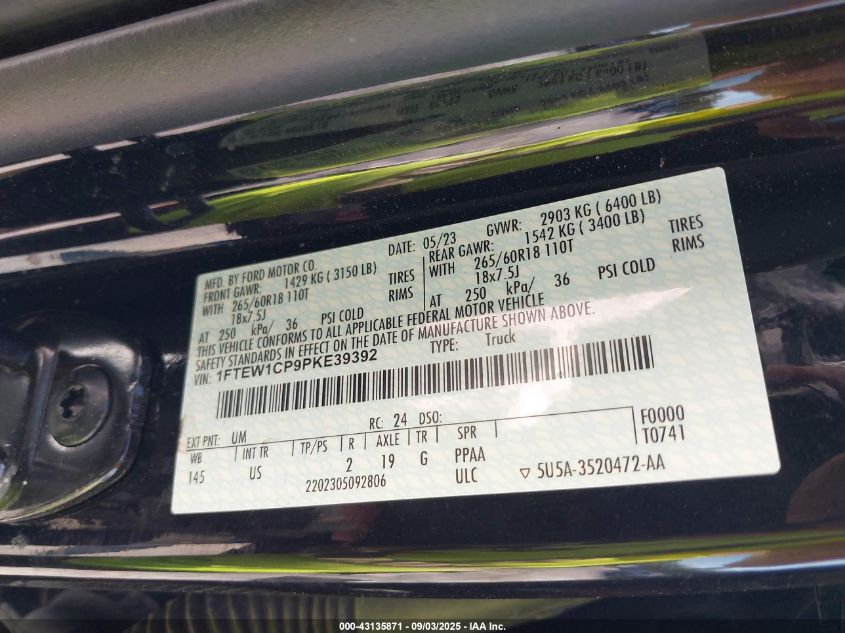 MFD. BY FORD MOTOR CO.
DATE: 05/23
GVWR: 2903 KG ( 6400 LB)
FRONT GAWR: 1429 KG ( 3150 LB)
REAR GAWR: 1542 KG ( 3400 LB)
WITH 265/60R18 110T TIRES
WITH 265/60R18 110T TIRES
18x7.5J RIMS
18x7.5J RIMS
AT 250 kPa/ 36 PSI COLD
AT 250 kPa/ 36 PSI COLD
THIS VEHICLE CONFORMS TO ALL APPLICABLE FEDERAL MOTOR VEHICLE
SAFETY STANDARDS IN EFFECT ON THE DATE OF MANUFACTURE SHOWN ABOVE.
VIN: 1FTEW1CP9PKE39392
TYPE: Truck
EXT PNT: UM RC: 24 DSO: F0000
WB INT TR TP/PS R AXLE TR SPR T0741
145 US 2 19 G PPAA
2202305092806 ULC ▽ 5U5A-3520472-AA
000-43135871 - 09/03/2025 - IAA Inc.